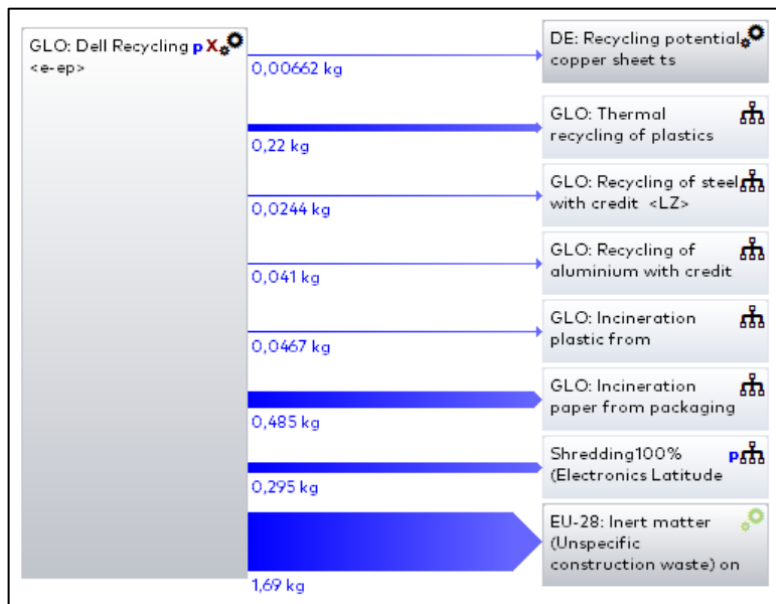 GLO: Dell Recycling pX
<e-ep>
DE: Recycling potential
copper sheet ts
0,00662 kg
GLO: Thermal
recycling of plastics
0,22 kg
GLO: Recycling of steel
with credit <LZ>
0,0244 kg
GLO: Recycling of
aluminium with credit
0,041 kg
GLO: Incineration
plastic from
0,0467 kg
GLO: Incineration
paper from packaging
0,485 kg
Shredding100% p
(Electronics Latitude
0,295 kg
EU-28: Inert matter
(Unspecific
construction waste) on
1,69 kg